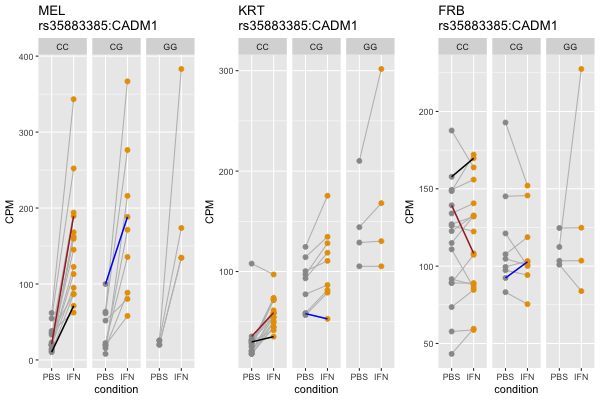 MEL
rs35883385:CADM1
CC CG GG
400
300
200
100
0
CPM
PBS IFN PBS IFN PBS IFN
condition
KRT
rs35883385:CADM1
CC CG GG
300
200
100
CPM
PBS IFN PBS IFN PBS IFN
condition
FRB
rs35883385:CADM1
CC CG GG
200
150
100
50
CPM
PBS IFN PBS IFN PBS IFN
condition